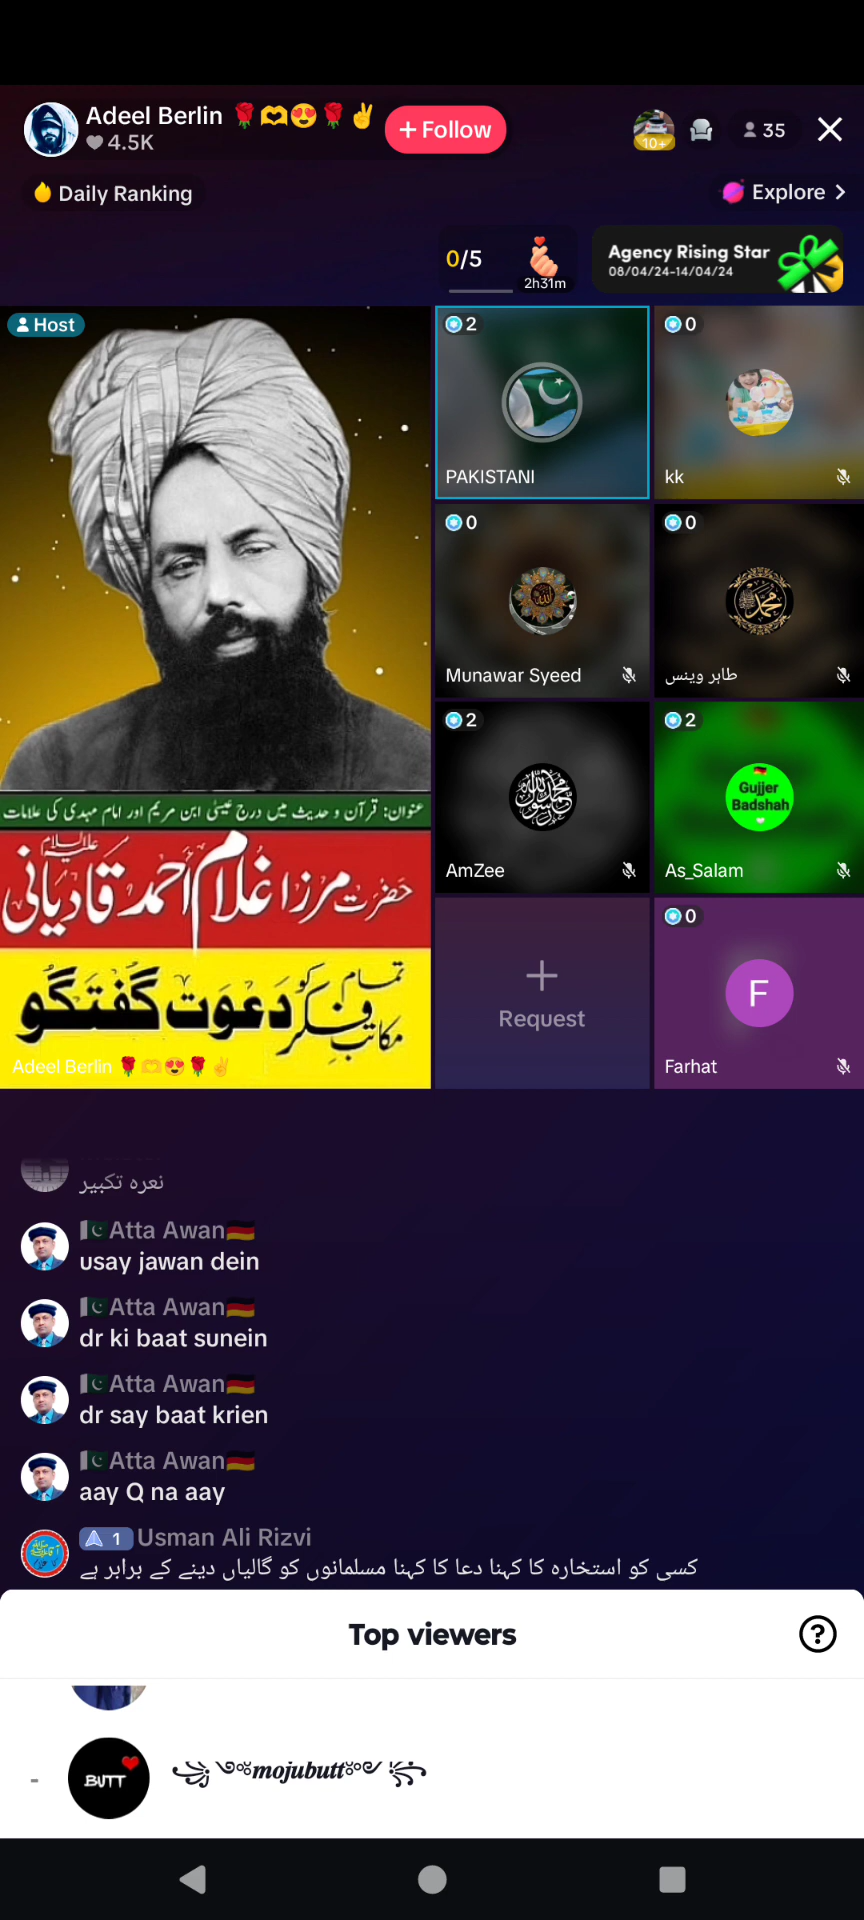 Adeel Berlin 🌹🫶😍🌹✌
4.5K
+ Follow
10+
35
Daily Ranking
Explore
0/5
2h31m
Agency Rising Star
08/04/24-14/04/24
Host
عنوان: قرآن و حدیث میں درج عیسیٰ ابن مریم اور امام مہدی کی علامات
حضرت مرزا غلام احمد قادیانی علیہ السلام
تمام مکاتب فکر کو دعوت گفتگو
Adeel Berlin 🌹🫶😍🌹✌
2
PAKISTANI
0
kk
0
Munawar Syeed
0
طاہر وینس
2
AmZee
2
Gujjer
Badshah
As_Salam
Request
0
F
Farhat
نعرہ تکبیر
🇵🇰Atta Awan🇩🇪
usay jawan dein
🇵🇰Atta Awan🇩🇪
dr ki baat sunein
🇵🇰Atta Awan🇩🇪
dr say baat krien
🇵🇰Atta Awan🇩🇪
aay Q na aay
1 Usman Ali Rizvi
کسی کو استخارہ کا کہنا دعا کا کہنا مسلمانوں کو گالیاں دینے کے برابر ہے
Top viewers
?
-
BUTT
mojubutt